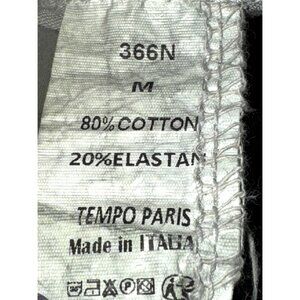 366N
M
80%COTTON
20%ELASTAN
TEMPO PARIS
Made in ITALIA